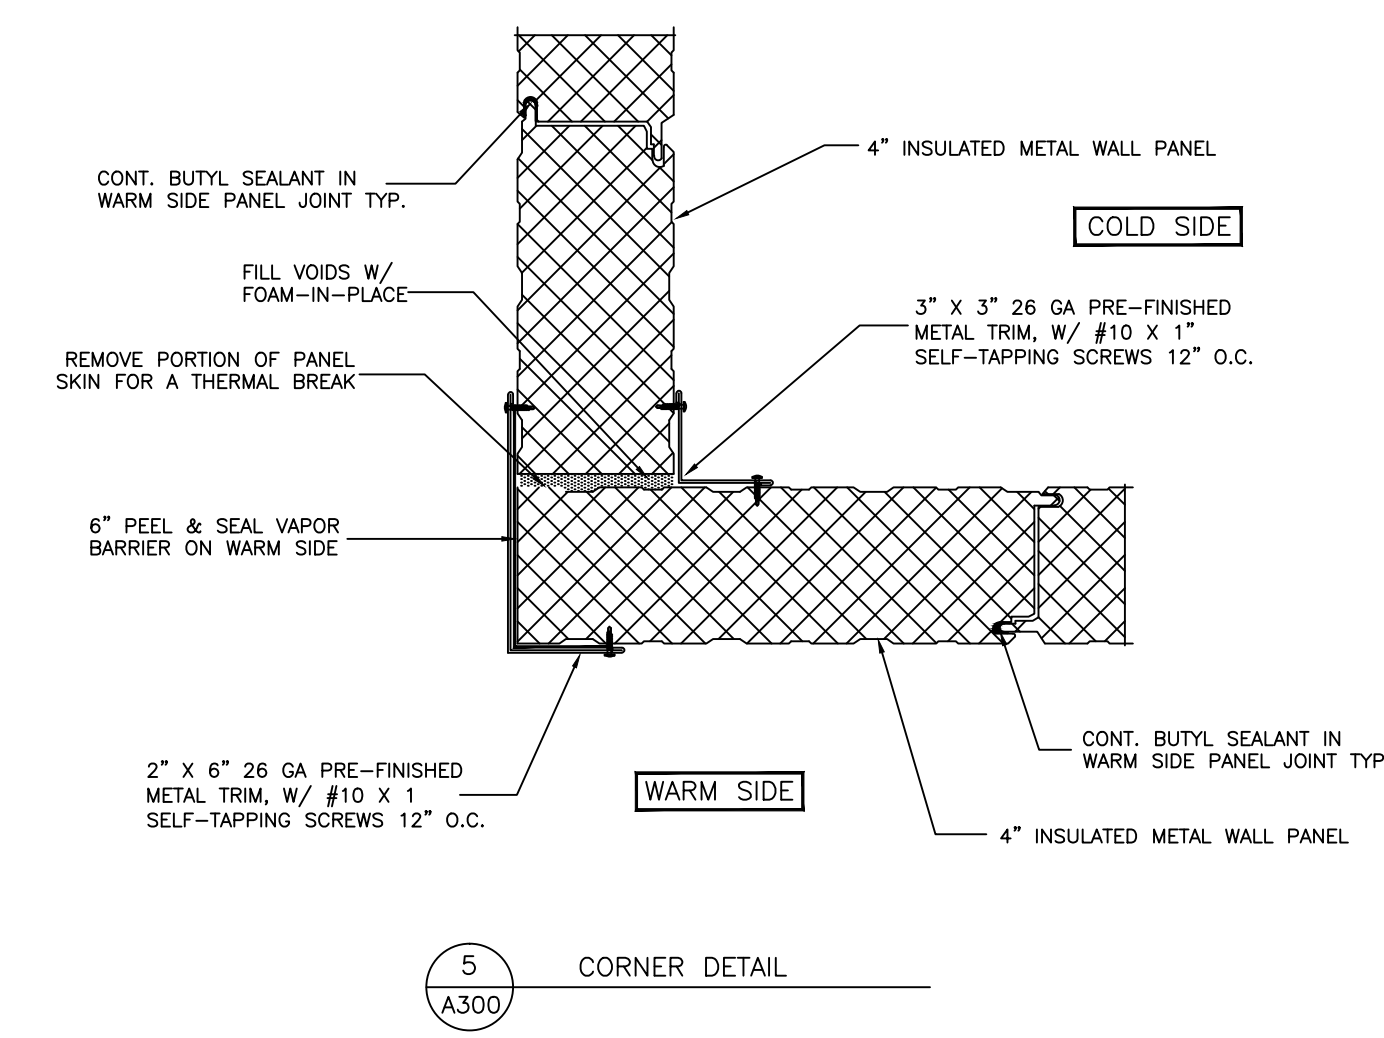 4” INSULATED METAL WALL PANEL
CONT. BUTYL SEALANT IN
WARM SIDE PANEL JOINT TYP.
COLD SIDE
FILL VOIDS W/
FOAM-IN-PLACE
3” X 3” 26 GA PRE-FINISHED
METAL TRIM, W/ #10 X 1”
SELF-TAPPING SCREWS 12” O.C.
REMOVE PORTION OF PANEL
SKIN FOR A THERMAL BREAK
6” PEEL & SEAL VAPOR
BARRIER ON WARM SIDE
CONT. BUTYL SEALANT IN
WARM SIDE PANEL JOINT TYP
2” X 6” 26 GA PRE-FINISHED
METAL TRIM, W/ #10 X 1
SELF-TAPPING SCREWS 12” O.C.
WARM SIDE
4” INSULATED METAL WALL PANEL
5
CORNER DETAIL
A300